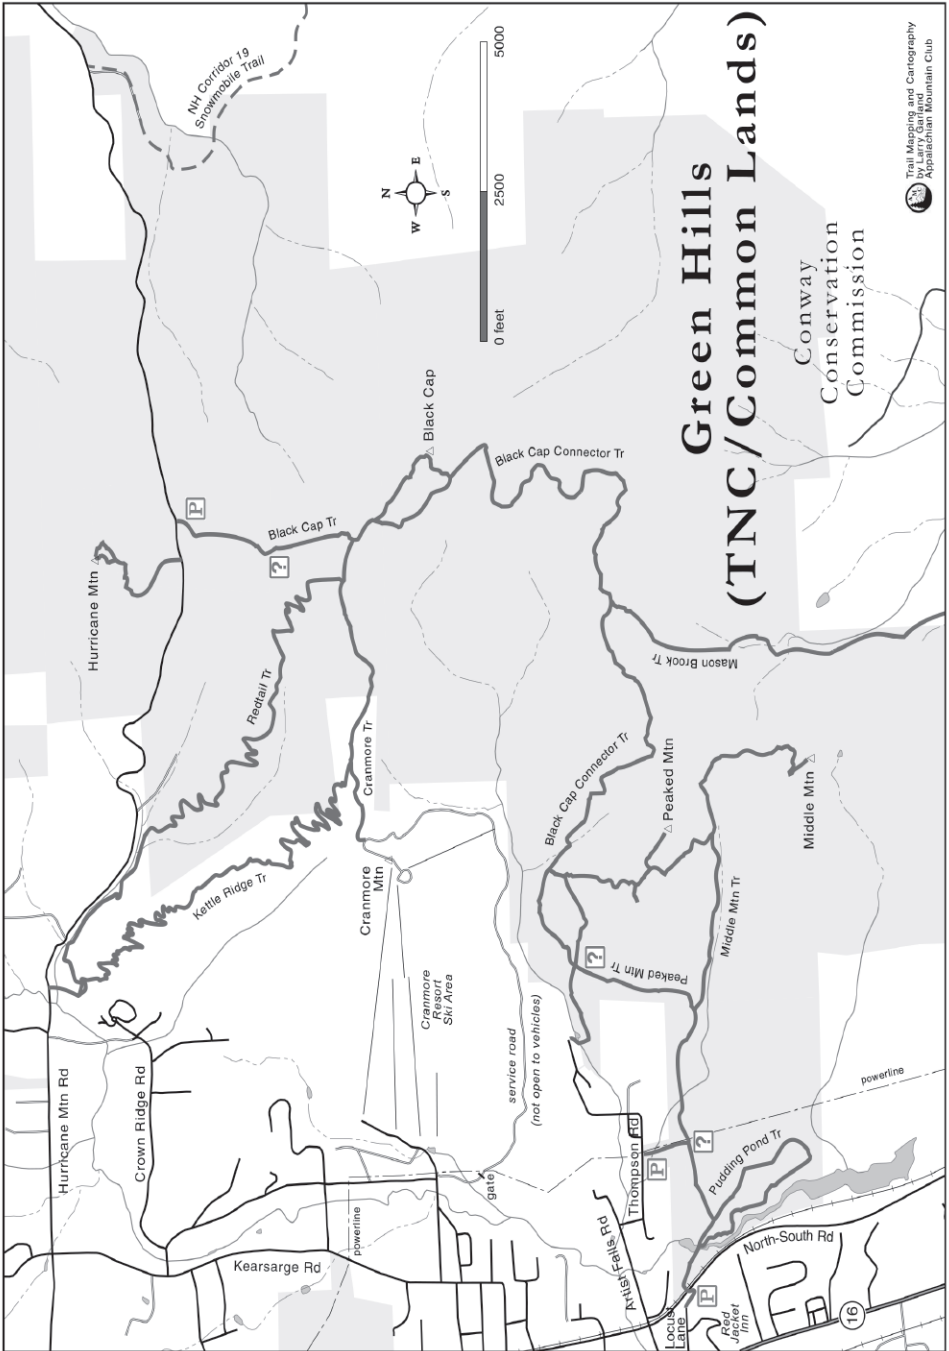 NH Corridor 19
Snowmobile Trail
5000
2500
0 feet
N
E
S
W
Trail Mapping and Cartography
by Larry Garland
Appalachian Mountain Club
Green Hills
(TNC/Common Lands)
Conway
Conservation
Commission
Black Cap
Black Cap Connector Tr
P
Black Cap Tr
?
Hurricane Mtn
Redtail Tr
Cranmore Tr
Mason Brook Tr
Black Cap Connector Tr
Peaked Mtn
Middle Mtn
Kettle Ridge Tr
Cranmore
Mtn
Middle Mtn Tr
?
Peaked Mtn Tr
Cranmore
Resort
Ski Area
service road
(not open to vehicles)
Hurricane Mtn Rd
Crown Ridge Rd
powerline
gate
Thompson Rd
P
?
Pudding Pond Tr
powerline
Kearsarge Rd
Artist Falls Rd
North-South Rd
Locust
Lane
P
Red
Jacket
Inn
16